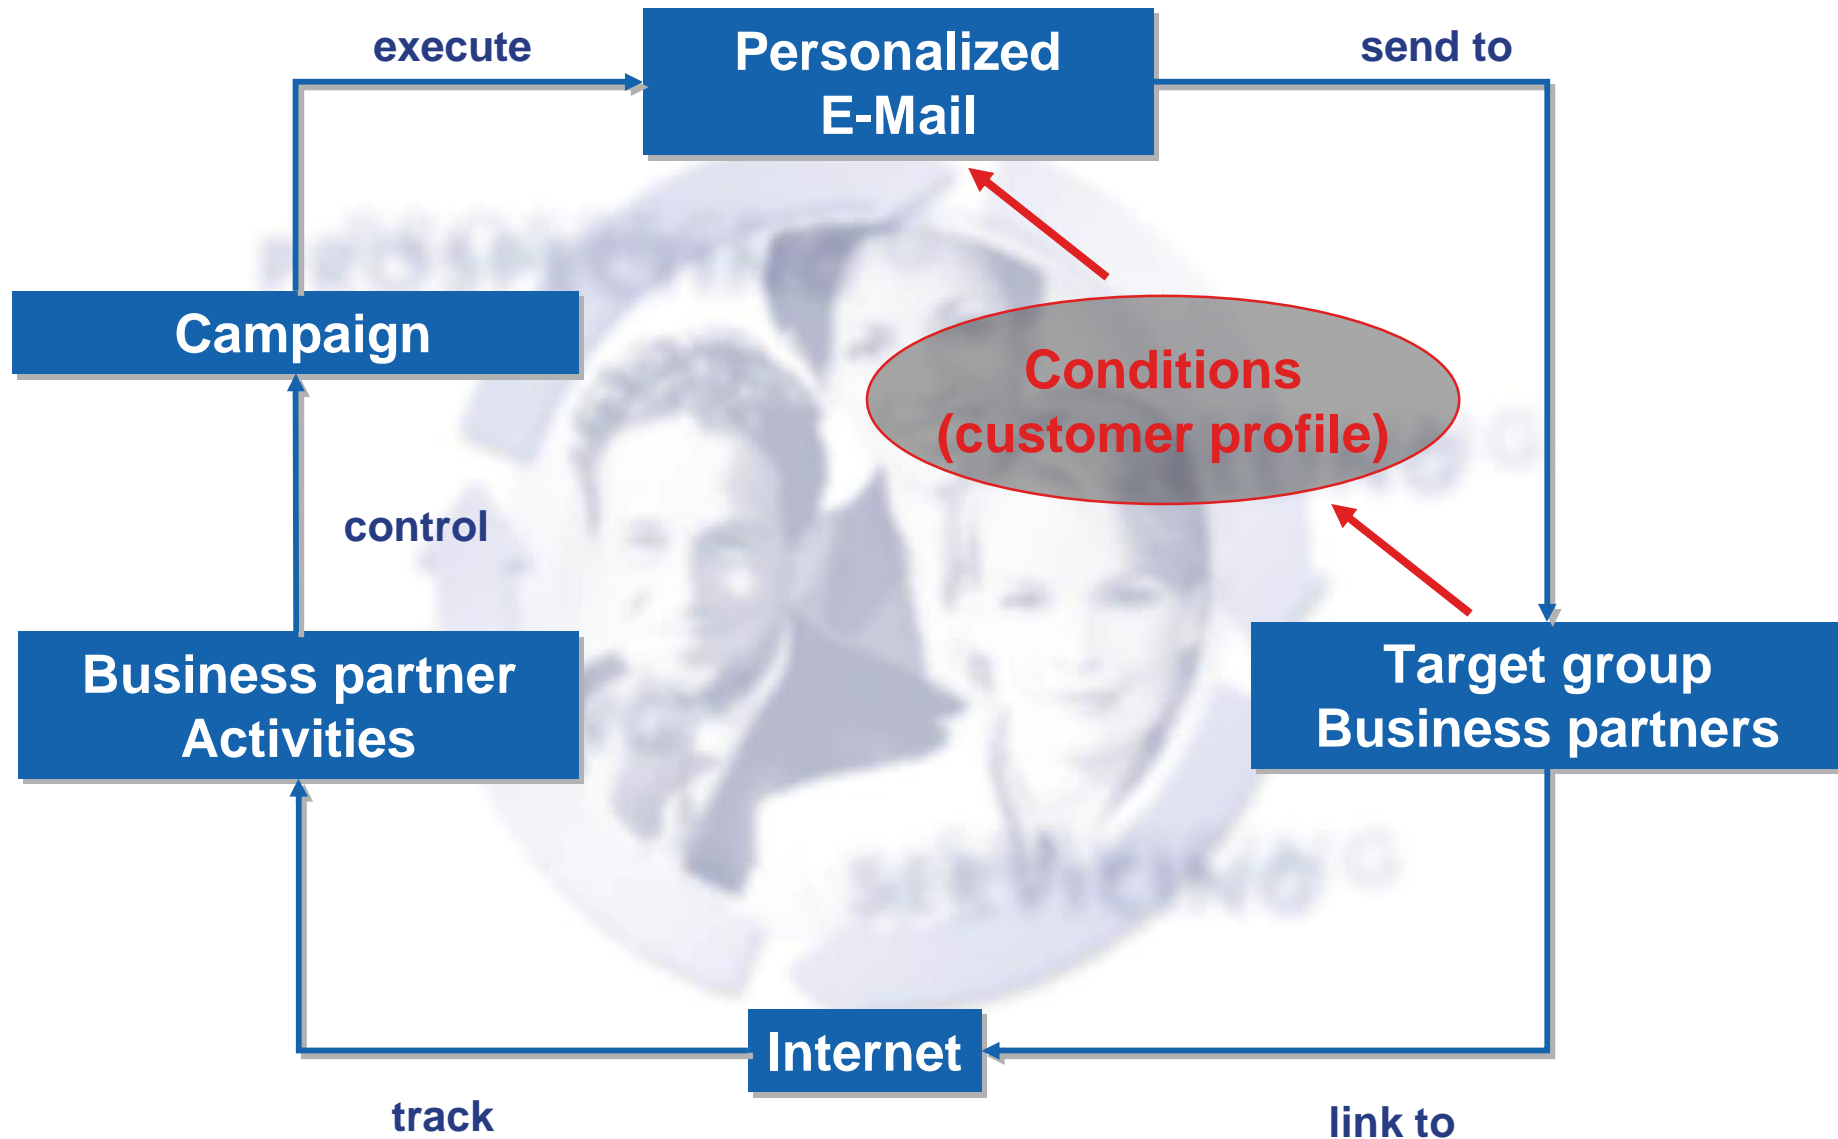 execute
Personalized
E-Mail
send to
Campaign
Conditions
(customer profile)
control
Business partner
Activities
Target group
Business partners
SERVICING
Internet
track
link to